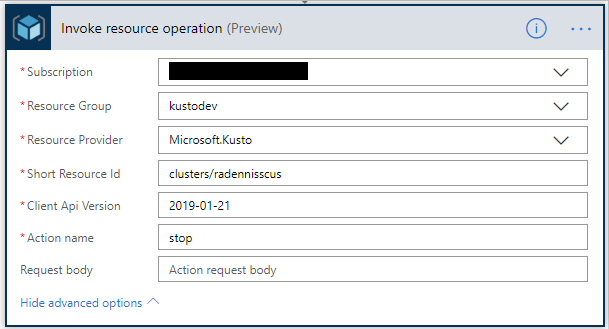 Invoke resource operation (Preview)
* Subscription
* Resource Group kustodev
* Resource Provider Microsoft.Kusto
* Short Resource Id clusters/radennisscus
* Client Api Version 2019-01-21
* Action name stop
Request body Action request body
Hide advanced options